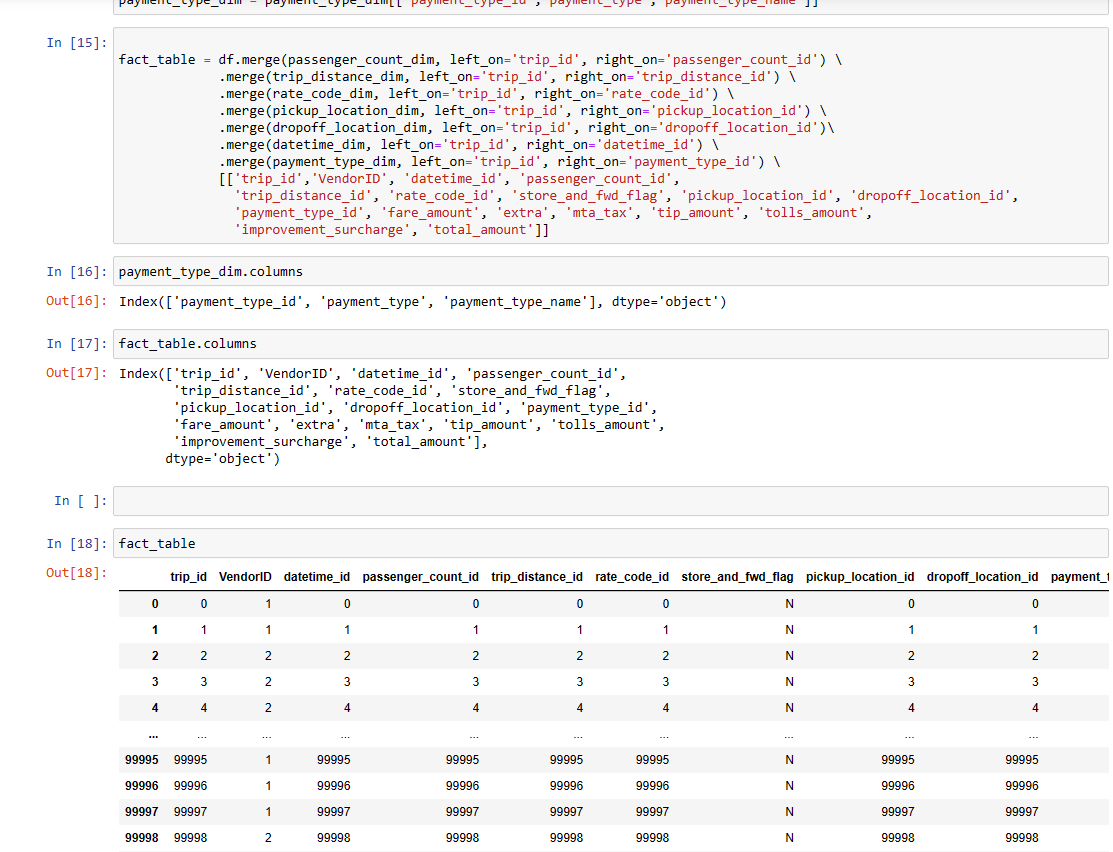 payment_type_dim = payment_type_dim[['payment_type_id','payment_type','payment_type_name']]
In [15]:
fact_table = df.merge(passenger_count_dim, left_on='trip_id', right_on='passenger_count_id') \
.merge(trip_distance_dim, left_on='trip_id', right_on='trip_distance_id') \
.merge(rate_code_dim, left_on='trip_id', right_on='rate_code_id') \
.merge(pickup_location_dim, left_on='trip_id', right_on='pickup_location_id') \
.merge(dropoff_location_dim, left_on='trip_id', right_on='dropoff_location_id')\
.merge(datetime_dim, left_on='trip_id', right_on='datetime_id') \
.merge(payment_type_dim, left_on='trip_id', right_on='payment_type_id') \
[['trip_id','VendorID', 'datetime_id', 'passenger_count_id',
'trip_distance_id', 'rate_code_id', 'store_and_fwd_flag', 'pickup_location_id', 'dropoff_location_id',
'payment_type_id', 'fare_amount', 'extra', 'mta_tax', 'tip_amount', 'tolls_amount',
'improvement_surcharge', 'total_amount']]
In [16]: payment_type_dim.columns
Out[16]: Index(['payment_type_id', 'payment_type', 'payment_type_name'], dtype='object')
In [17]: fact_table.columns
Out[17]: Index(['trip_id', 'VendorID', 'datetime_id', 'passenger_count_id',
'trip_distance_id', 'rate_code_id', 'store_and_fwd_flag',
'pickup_location_id', 'dropoff_location_id', 'payment_type_id',
'fare_amount', 'extra', 'mta_tax', 'tip_amount', 'tolls_amount',
'improvement_surcharge', 'total_amount'],
dtype='object')
In [ ]:
In [18]: fact_table
Out[18]:
trip_id VendorID datetime_id passenger_count_id trip_distance_id rate_code_id store_and_fwd_flag pickup_location_id dropoff_location_id payment_t
0 0 1 0 0 0 0 N 0 0
1 1 1 1 1 1 1 N 1 1
2 2 2 2 2 2 2 N 2 2
3 3 2 3 3 3 3 N 3 3
4 4 2 4 4 4 4 N 4 4
... ... ... ... ... ... ... ... ... ...
99995 99995 1 99995 99995 99995 99995 N 99995 99995
99996 99996 1 99996 99996 99996 99996 N 99996 99996
99997 99997 1 99997 99997 99997 99997 N 99997 99997
99998 99998 2 99998 99998 99998 99998 N 99998 99998